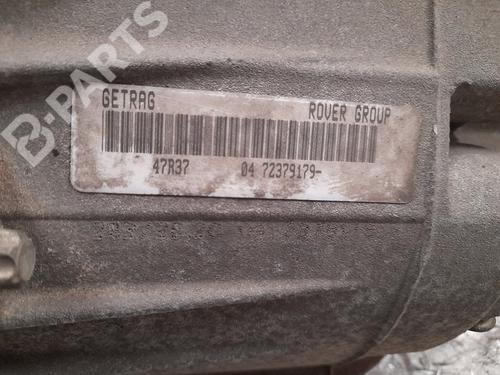 B-PARTS
GETRAG ROVER GROUP
47R37 04 72379179-